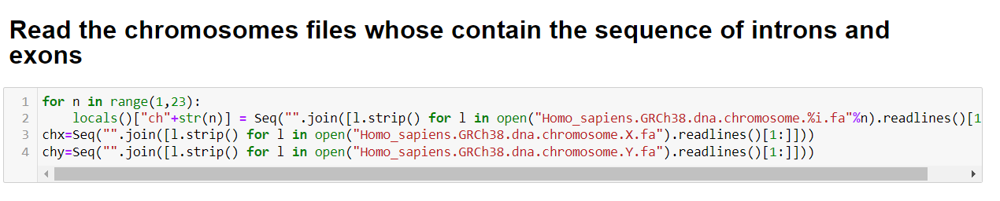 Read the chromosomes files whose contain the sequence of introns and
exons
1 for n in range(1,23):
2     locals()["ch"+str(n)] = Seq("".join([l.strip() for l in open("Homo_sapiens.GRCh38.dna.chromosome.%i.fa"%n).readlines()[1
3 chx=Seq("".join([l.strip() for l in open("Homo_sapiens.GRCh38.dna.chromosome.X.fa").readlines()[1:]]))
4 chy=Seq("".join([l.strip() for l in open("Homo_sapiens.GRCh38.dna.chromosome.Y.fa").readlines()[1:]]))